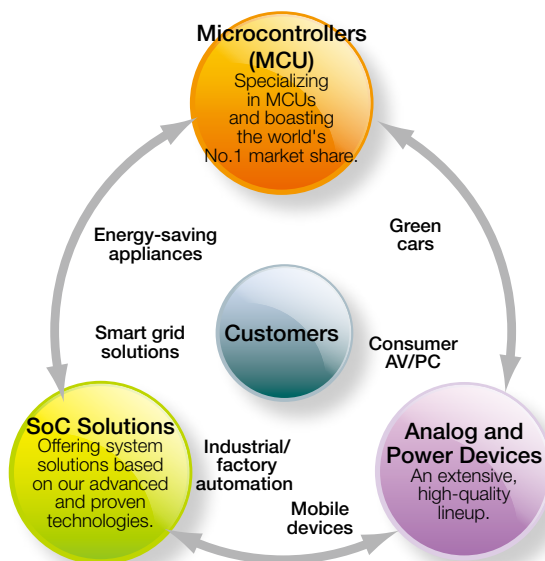 Microcontrollers
(MCU)
Specializing
in MCUs
and boasting
the world's
No.1 market share.
Energy-saving
appliances
Green
cars
Smart grid
solutions
Customers
Consumer
AV/PC
SoC Solutions
Offering system
solutions based
on our advanced
and proven
technologies.
Industrial/
factory
automation
Mobile
devices
Analog and
Power Devices
An extensive,
high-quality
lineup.